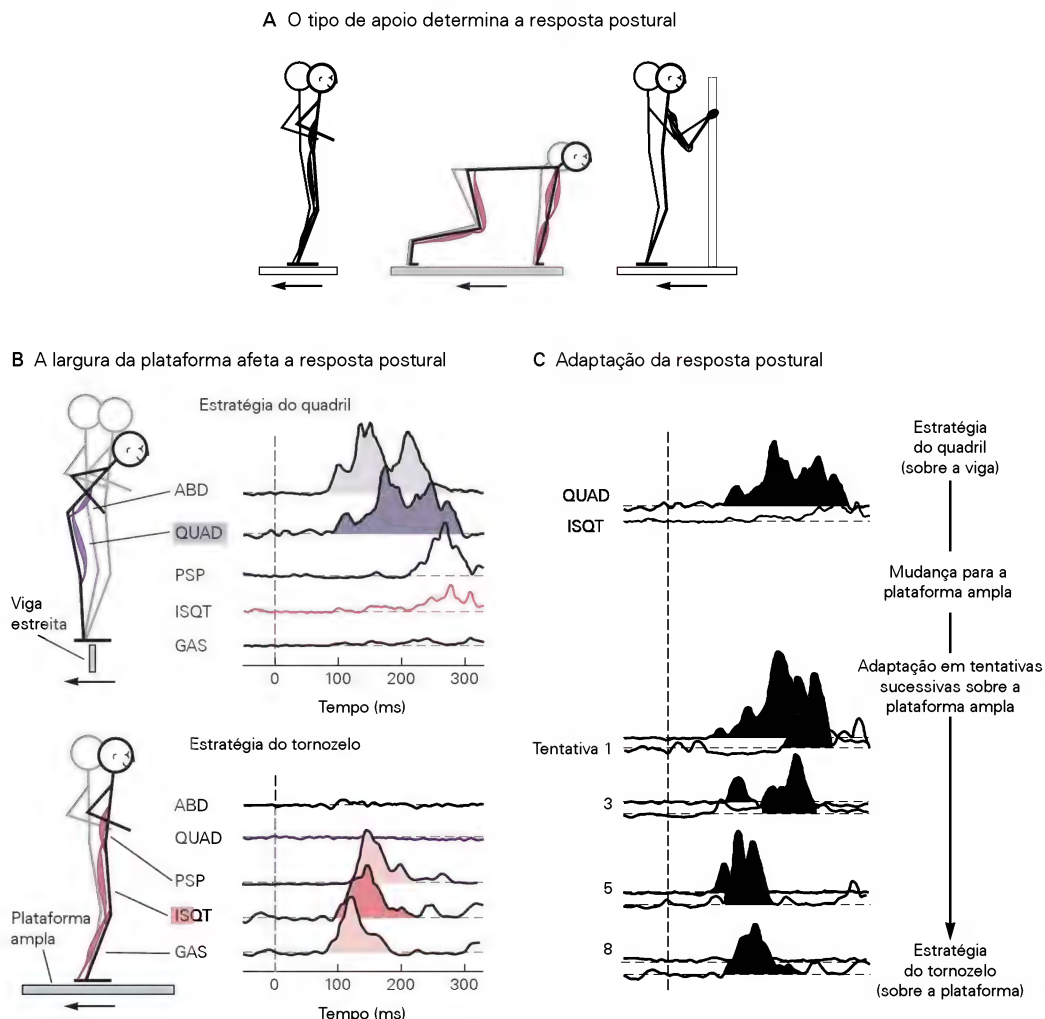 A O tipo de apoio determina a resposta postural
B A largura da plataforma afeta a resposta postural
Estratégia do quadril
ABD
QUAD
PSP
ISQT
GAS
Viga
estreita
0 100 200 300
Tempo (ms)
Estratégia do tornozelo
ABD
QUAD
PSP
ISQT
GAS
Plataforma
ampla
0 100 200 300
Tempo (ms)
C Adaptação da resposta postural
QUAD
ISQT
Tentativa 1
3
5
8
Estratégia
do quadril
(sobre a viga)
Mudança para a
plataforma ampla
Adaptação em tentativas
sucessivas sobre a
plataforma ampla
Estratégia
do tornozelo
(sobre a plataforma)